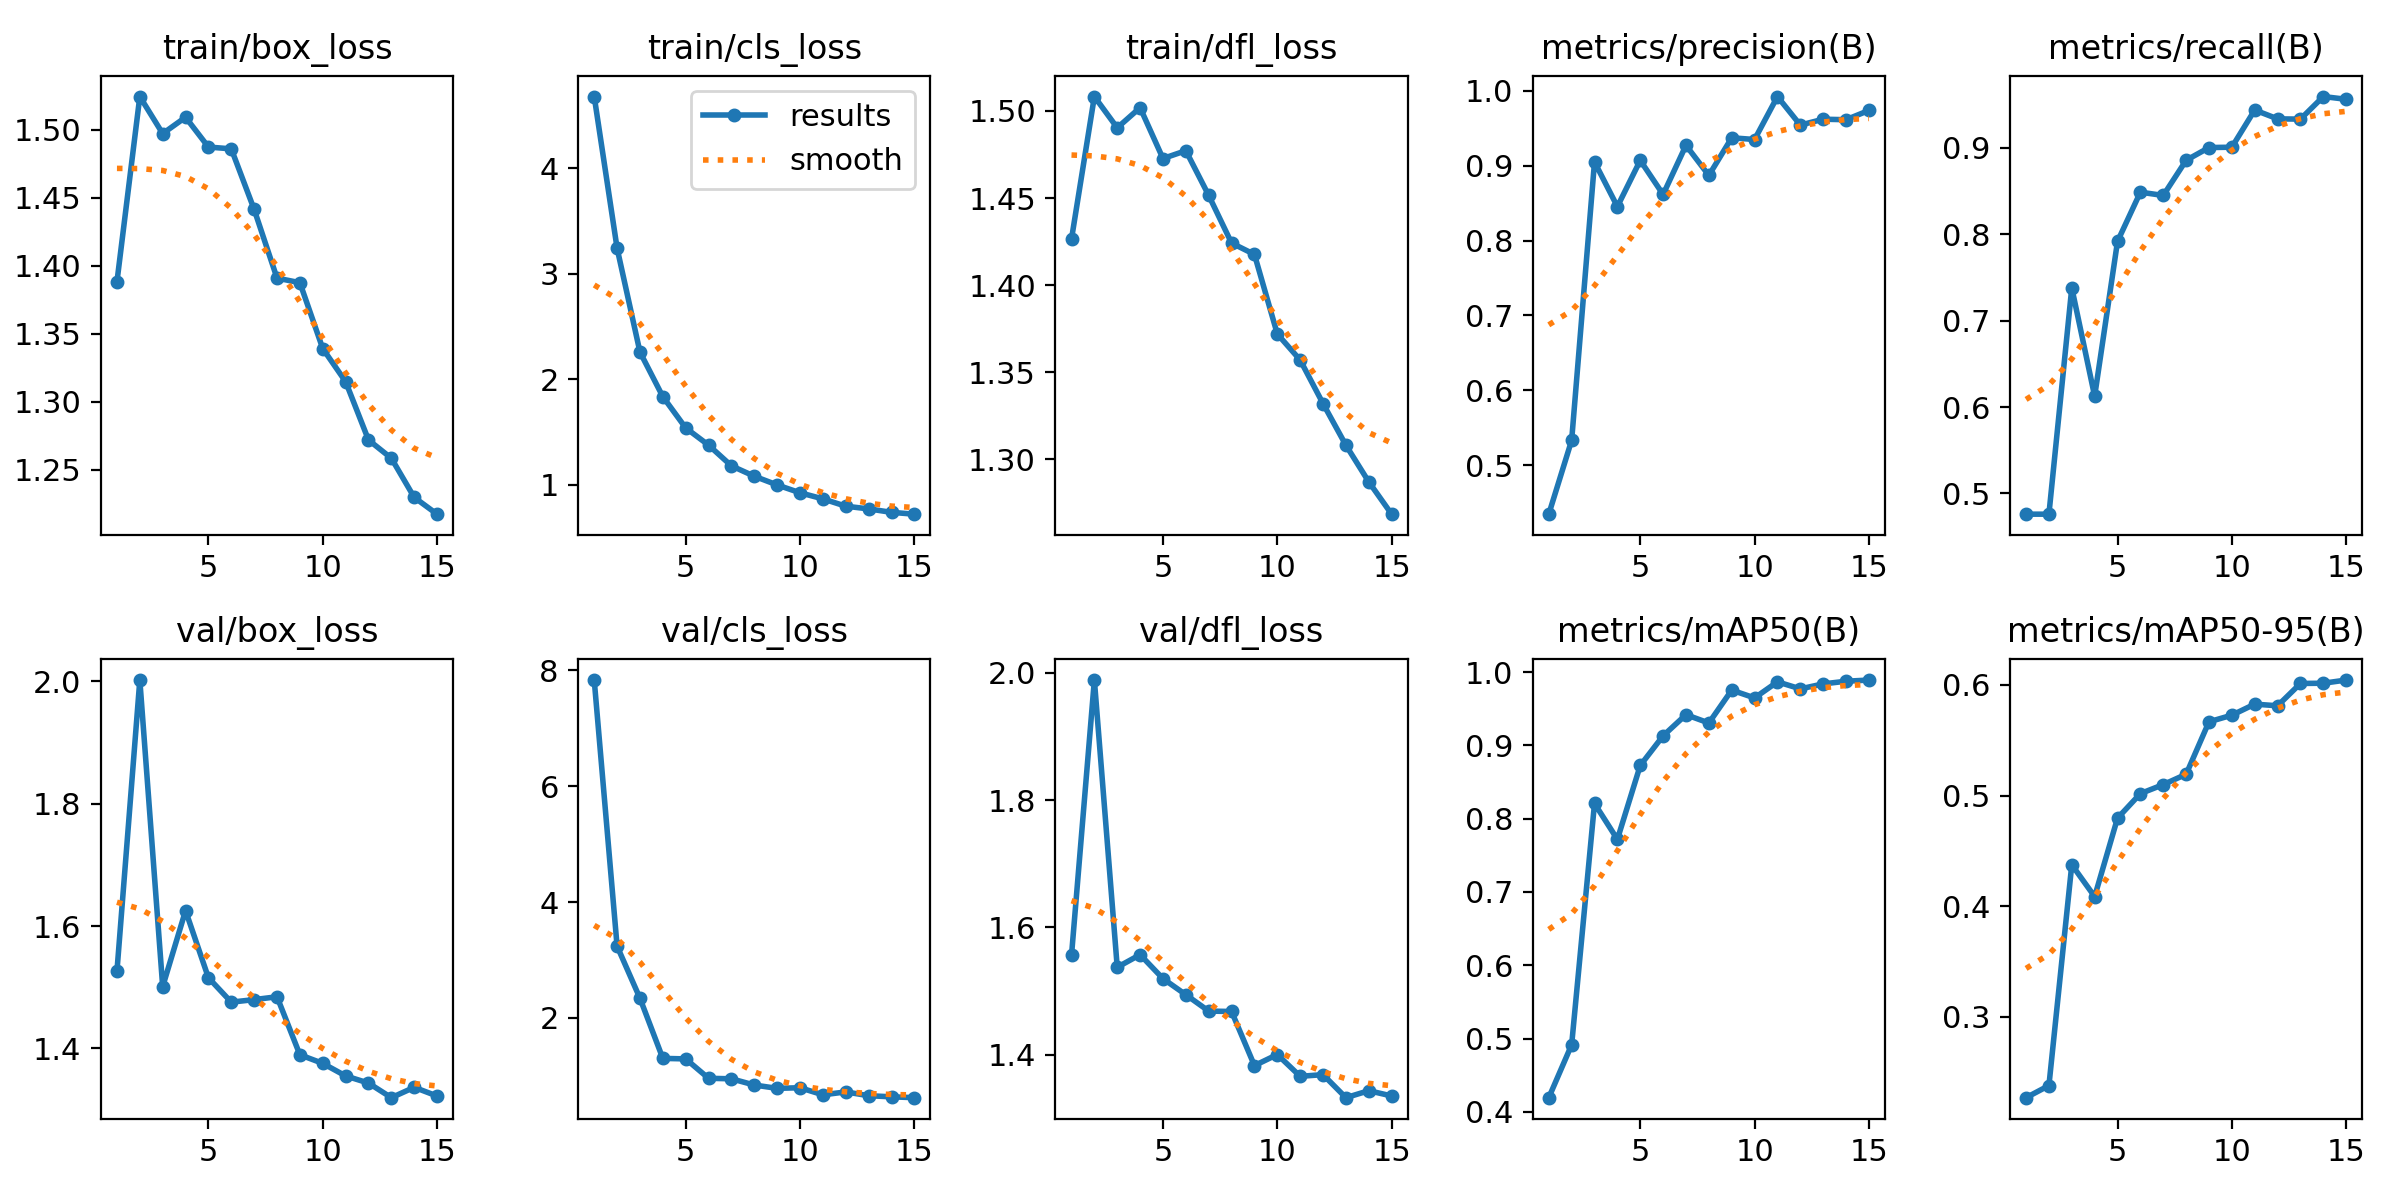 train/box_loss
1.50
1.45
1.40
1.35
1.30
1.25
5 10 15
train/cls_loss
results
smooth
4
3
2
1
5 10 15
train/dfl_loss
1.50
1.45
1.40
1.35
1.30
5 10 15
metrics/precision(B)
1.0
0.9
0.8
0.7
0.6
0.5
5 10 15
metrics/recall(B)
0.9
0.8
0.7
0.6
0.5
5 10 15
val/box_loss
2.0
1.8
1.6
1.4
5 10 15
val/cls_loss
8
6
4
2
5 10 15
val/dfl_loss
2.0
1.8
1.6
1.4
5 10 15
metrics/mAP50(B)
1.0
0.9
0.8
0.7
0.6
0.5
0.4
5 10 15
metrics/mAP50-95(B)
0.6
0.5
0.4
0.3
5 10 15